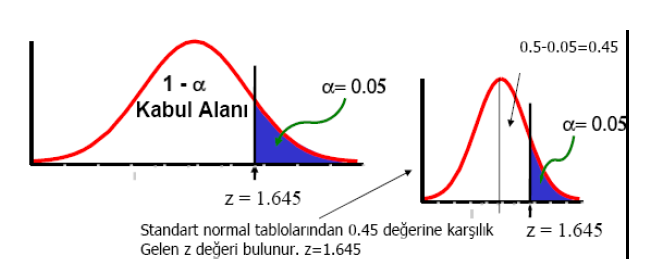 0.5-0.05=0.45
1 - α
Kabul Alanı
α= 0.05
α= 0.05
z = 1.645
z = 1.645
Standart normal tablolarından 0.45 değerine karşılık
Gelen z değeri bulunur. z=1.645